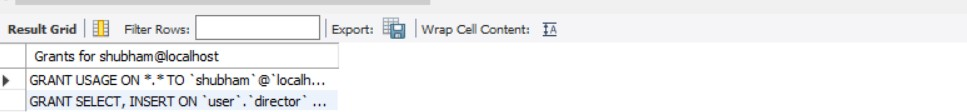 Result Grid Filter Rows: Export: Wrap Cell Content:
Grants for shubham@localhost
GRANT USAGE ON *.* TO `shubham`@`localh...
GRANT SELECT, INSERT ON `user`.`director` ...